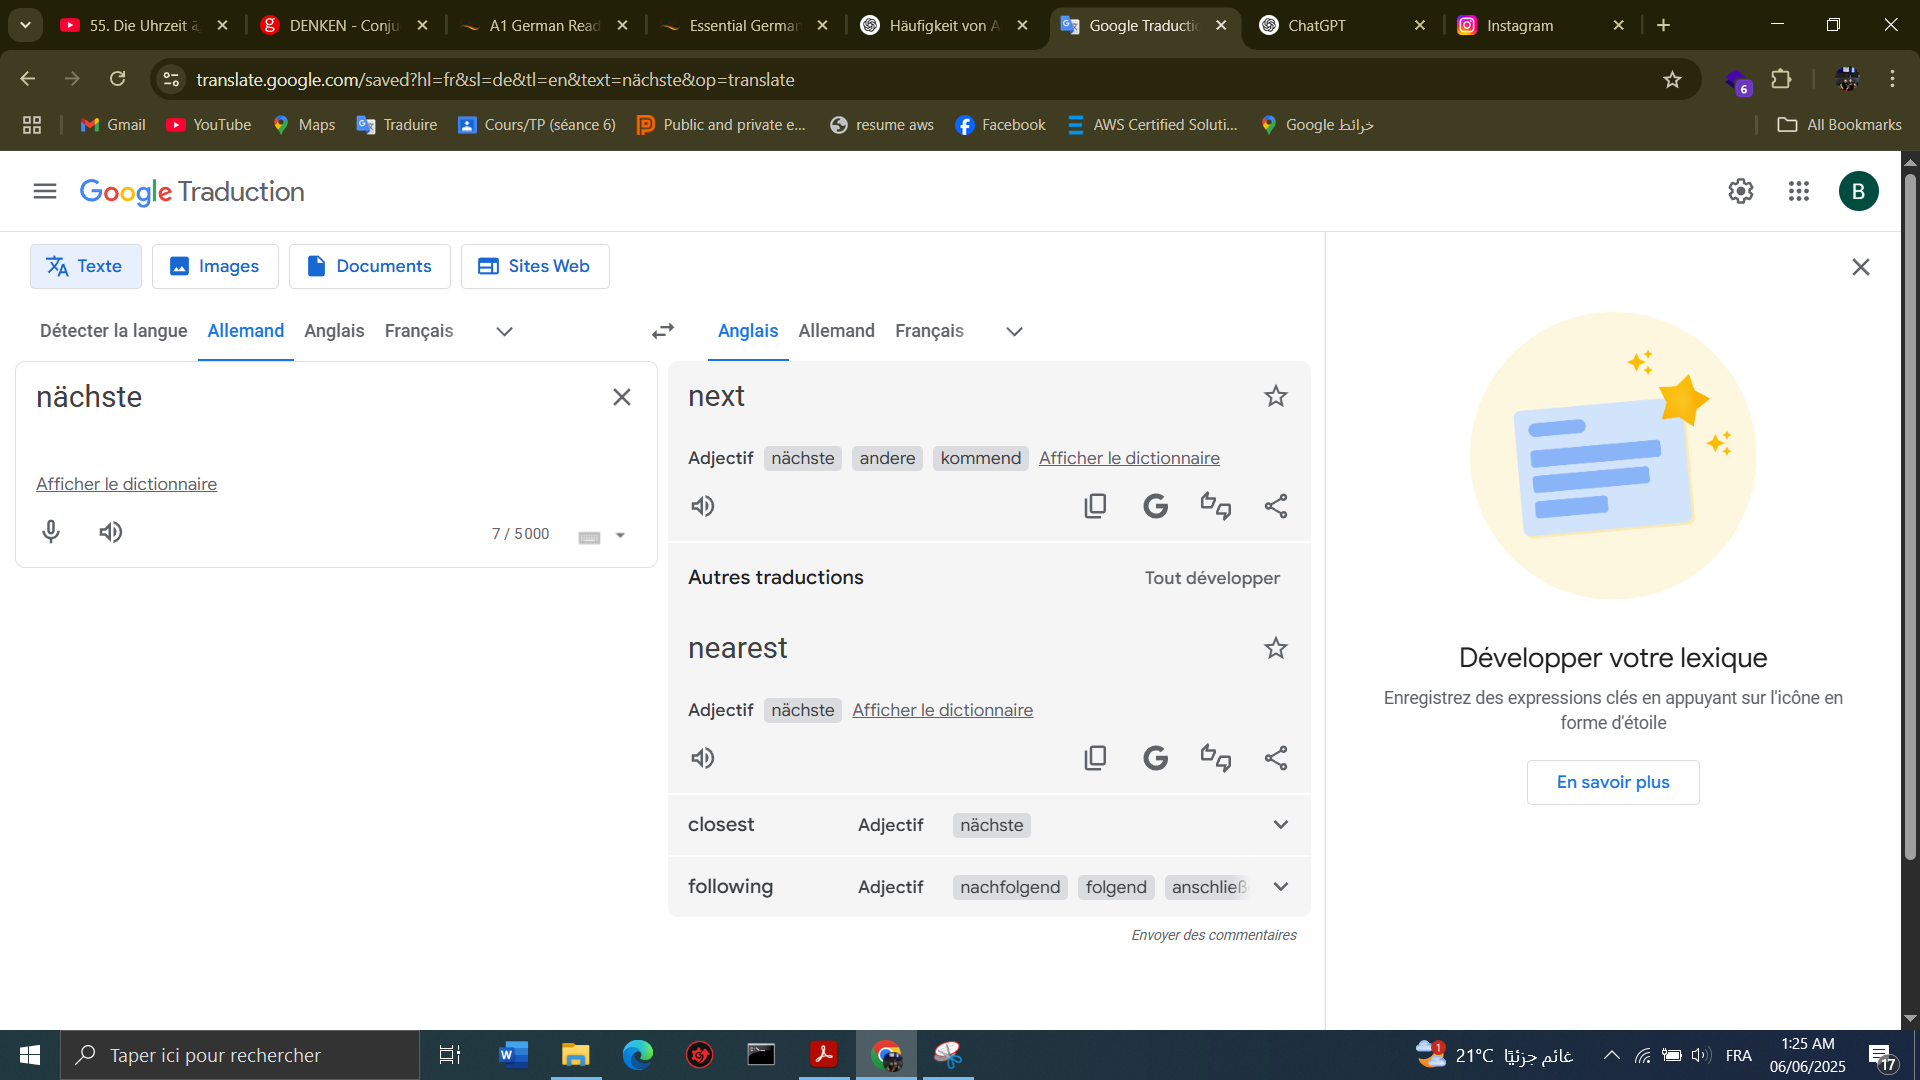 55. Die Uhrzeit
DENKEN - Conju
A1 German Read
Essential German
Häufigkeit von A
Google Traductio
ChatGPT
Instagram
translate.google.com/saved?hl=fr&sl=de&tl=en&text=nächste&op=translate
6
Gmail
YouTube
Maps
Traduire
Cours/TP (séance 6)
Public and private e...
resume aws
Facebook
AWS Certified Soluti...
خرائط Google
All Bookmarks
Google Traduction
B
Texte
Images
Documents
Sites Web
Détecter la langue Allemand Anglais Français
Anglais Allemand Français
nächste
Afficher le dictionnaire
7 / 5 000
next
Adjectif nächste andere kommend Afficher le dictionnaire
Autres traductions
Tout développer
nearest
Adjectif nächste Afficher le dictionnaire
closest Adjectif nächste
following Adjectif nachfolgend folgend anschließ
Envoyer des commentaires
Développer votre lexique
Enregistrez des expressions clés en appuyant sur l'icône en
forme d'étoile
En savoir plus
Taper ici pour rechercher
1
21°C غائم جزئيًا
FRA
1:25 AM
06/06/2025
17